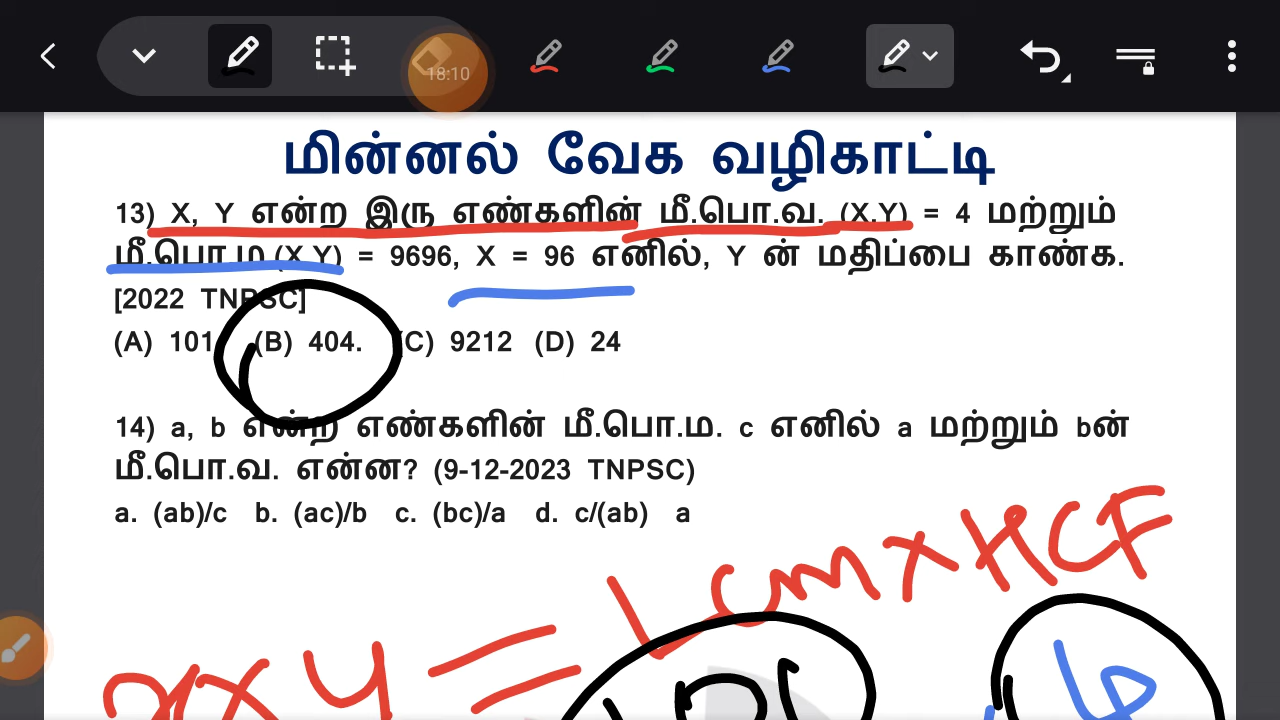 18:10
மின்னல் வேக வழிகாட்டி
13) X, Y என்ற இரு எண்களின் மீ.பொ.வ. (X,Y) = 4 மற்றும்
மீ.பொ.ம (X,Y) = 9696, X = 96 எனில், Y ன் மதிப்பை காண்க.
[2022 TNPSC]
(A) 101 (B) 404. (C) 9212 (D) 24
14) a, b என்ற எண்களின் மீ.பொ.ம. c எனில் a மற்றும் bன்
மீ.பொ.வ. என்ன? (9-12-2023 TNPSC)
a. (ab)/c b. (ac)/b c. (bc)/a d. c/(ab) a
x × y = Lcm × HCF